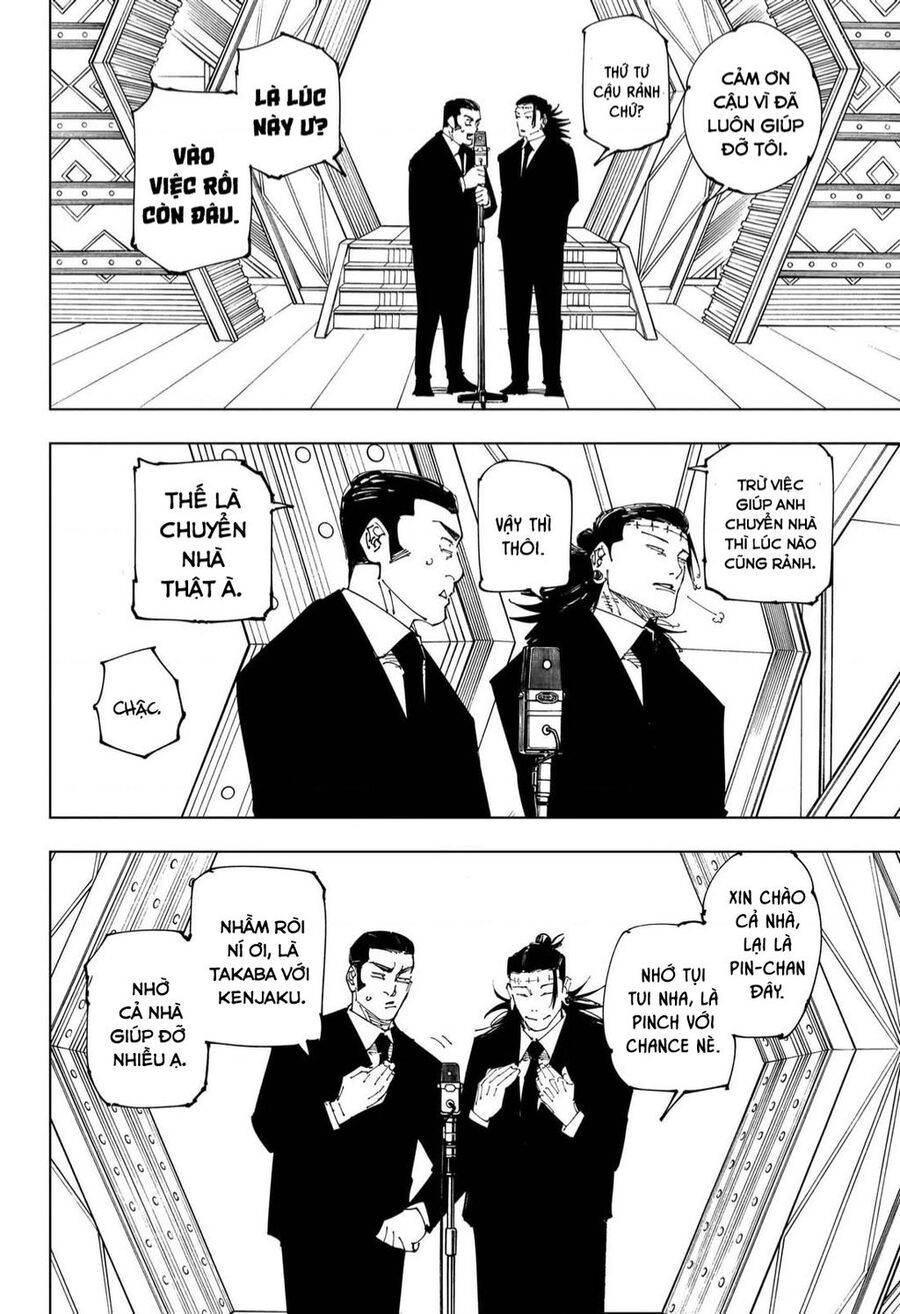 CẢM ƠN
CẬU VÌ ĐÃ
LUÔN GIÚP
ĐỠ TÔI.
THỨ TƯ
CẬU RẢNH
CHỨ?
LÀ LÚC
NÀY Ư?
VÀO
VIỆC RỒI
CÒN ĐÂU.
TRỪ VIỆC
GIÚP ANH
CHUYỂN NHÀ
THÌ LÚC NÀO
CŨNG RẢNH.
VẬY THÌ
THÔI.
THẾ LÀ
CHUYỂN
NHÀ
THẬT À.
CHẬC.
XIN CHÀO
CẢ NHÀ,
LẠI LÀ
PIN-CHAN
ĐÂY.
NHỚ TỤI
TUI NHA, LÀ
PINCH VỚI
CHANCE NÈ.
NHẦM RÒI
NÍ ƠI, LÀ
TAKABA VỚI
KENJAKU.
NHỜ
CẢ NHÀ
GIÚP ĐỠ
NHIỀU Ạ.